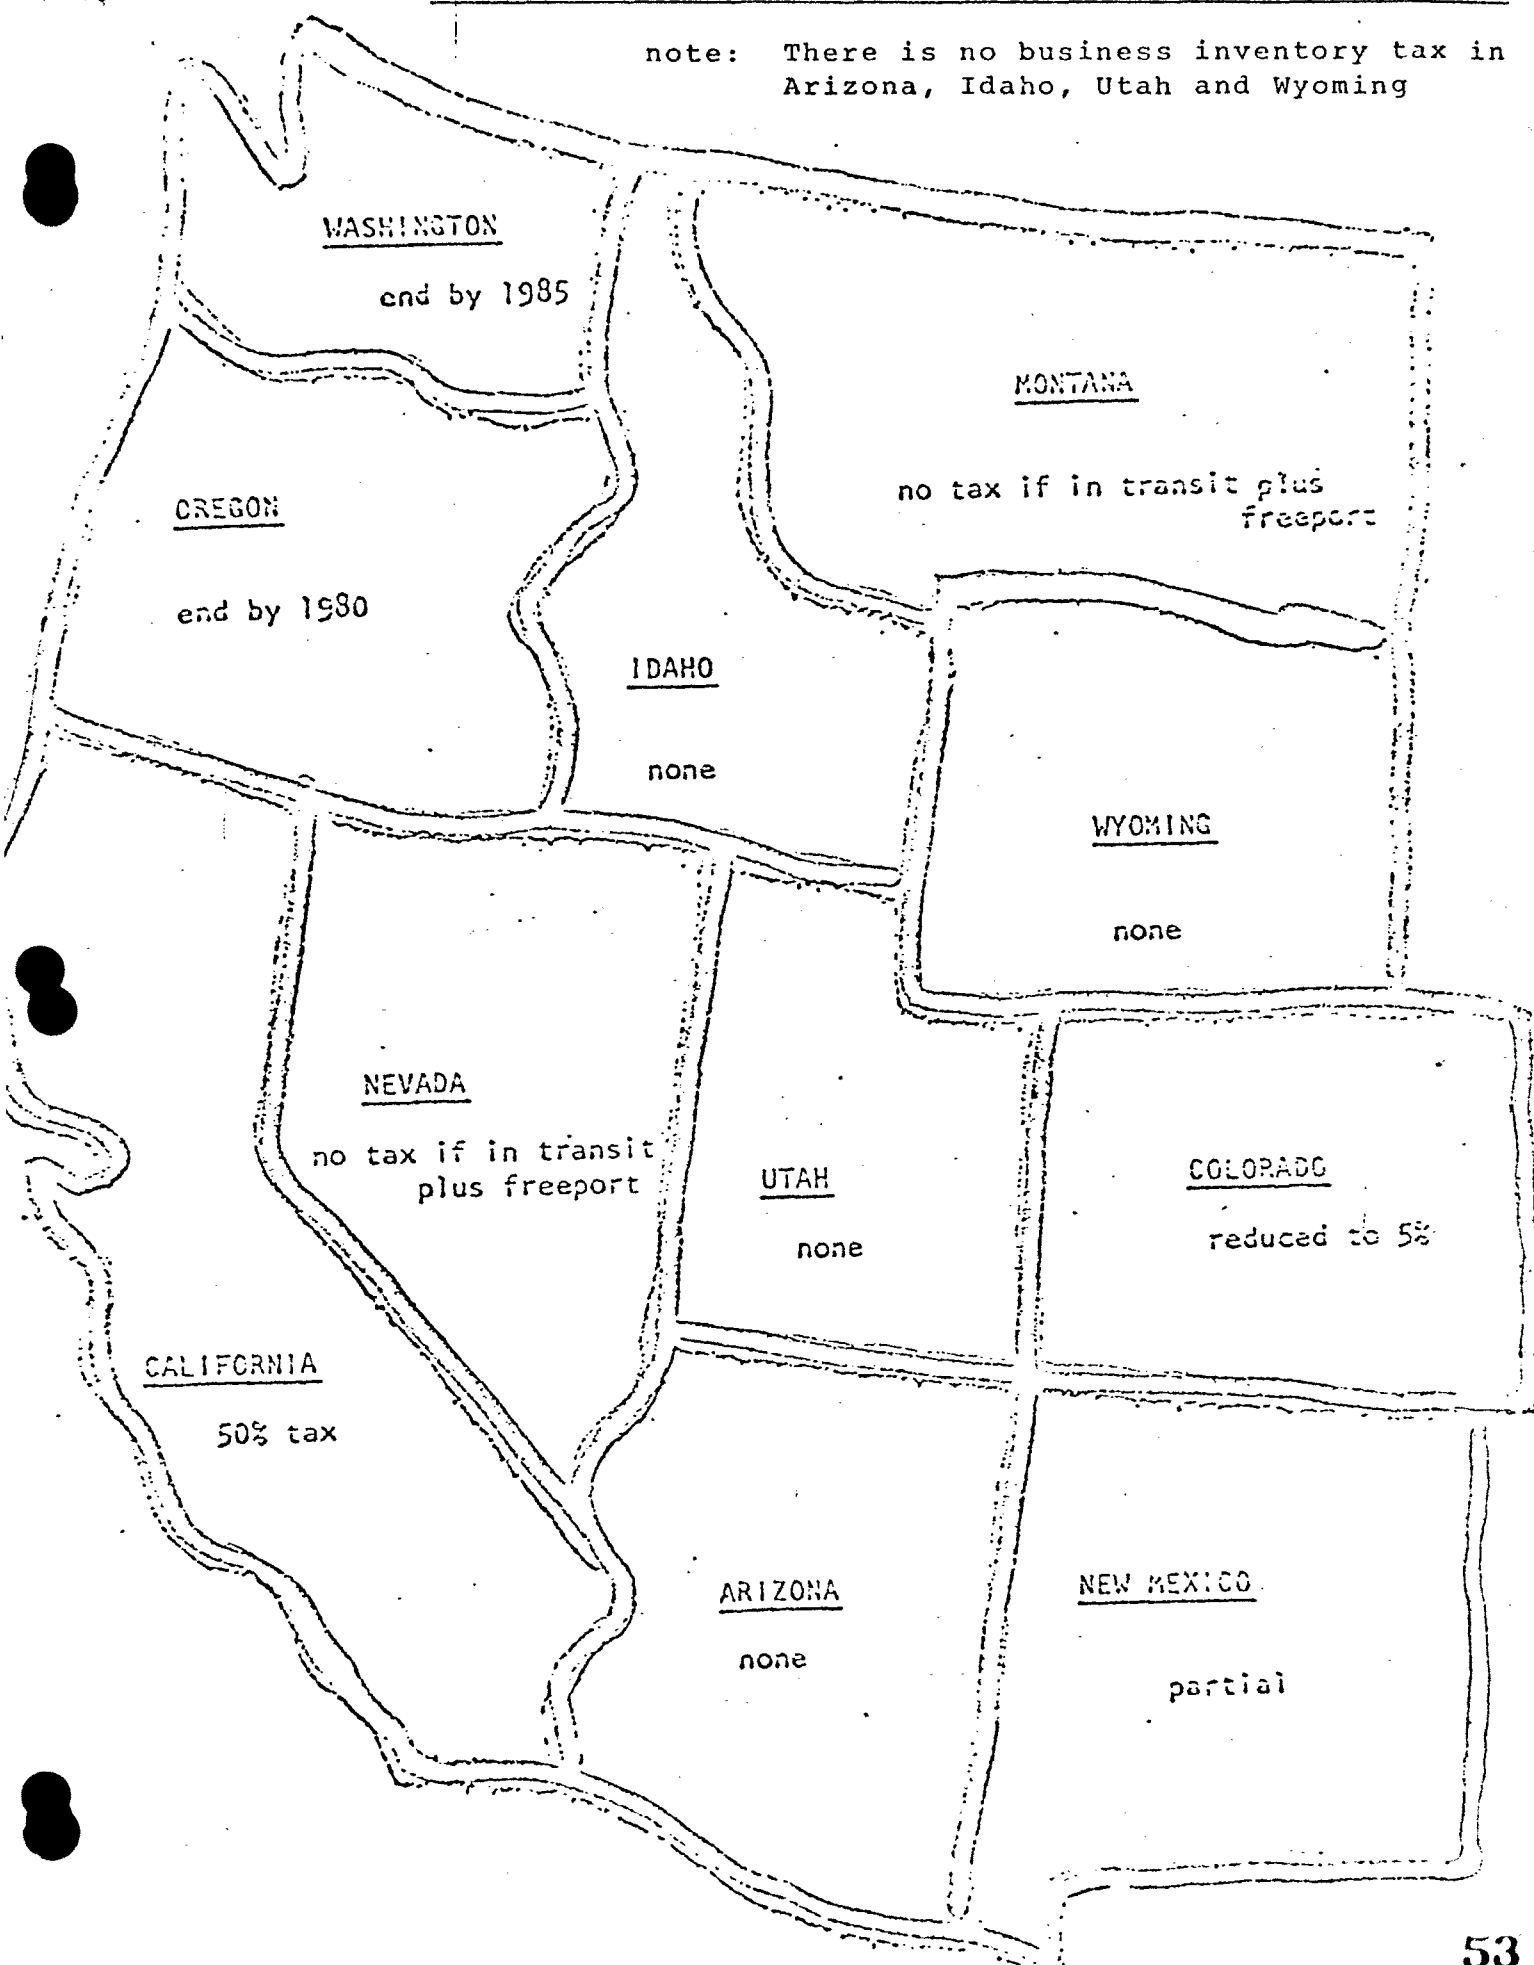 note: There is no business inventory tax in
Arizona, Idaho, Utah and Wyoming
WASHINGTON
end by 1985
MONTANA
no tax if in transit plus
freeport
OREGON
end by 1980
IDAHO
none
WYOMING
none
NEVADA
no tax if in transit
plus freeport
UTAH
none
COLORADO
reduced to 5%
CALIFORNIA
50% tax
ARIZONA
none
NEW MEXICO
partial
53